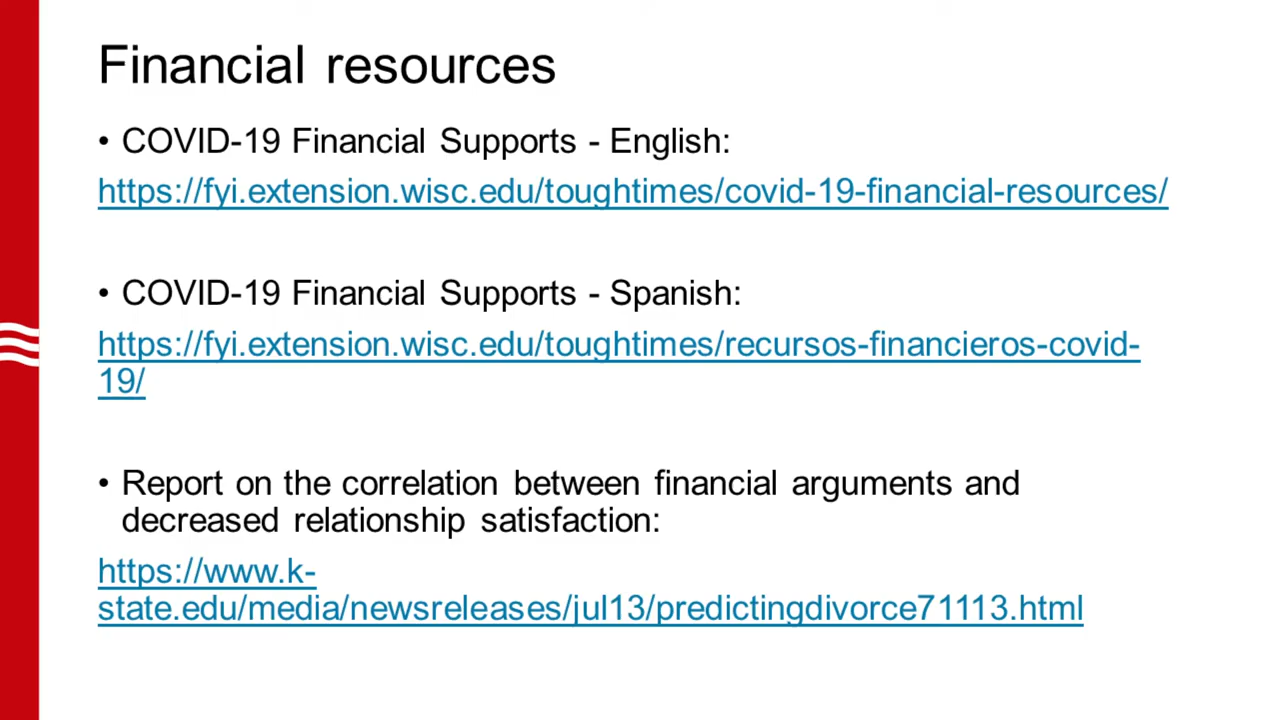 Financial resources
• COVID-19 Financial Supports - English:
https://fyi.extension.wisc.edu/toughtimes/covid-19-financial-resources/
• COVID-19 Financial Supports - Spanish:
https://fyi.extension.wisc.edu/toughtimes/recursos-financieros-covid-
19/
• Report on the correlation between financial arguments and
decreased relationship satisfaction:
https://www.k-
state.edu/media/newsreleases/jul13/predictingdivorce71113.html